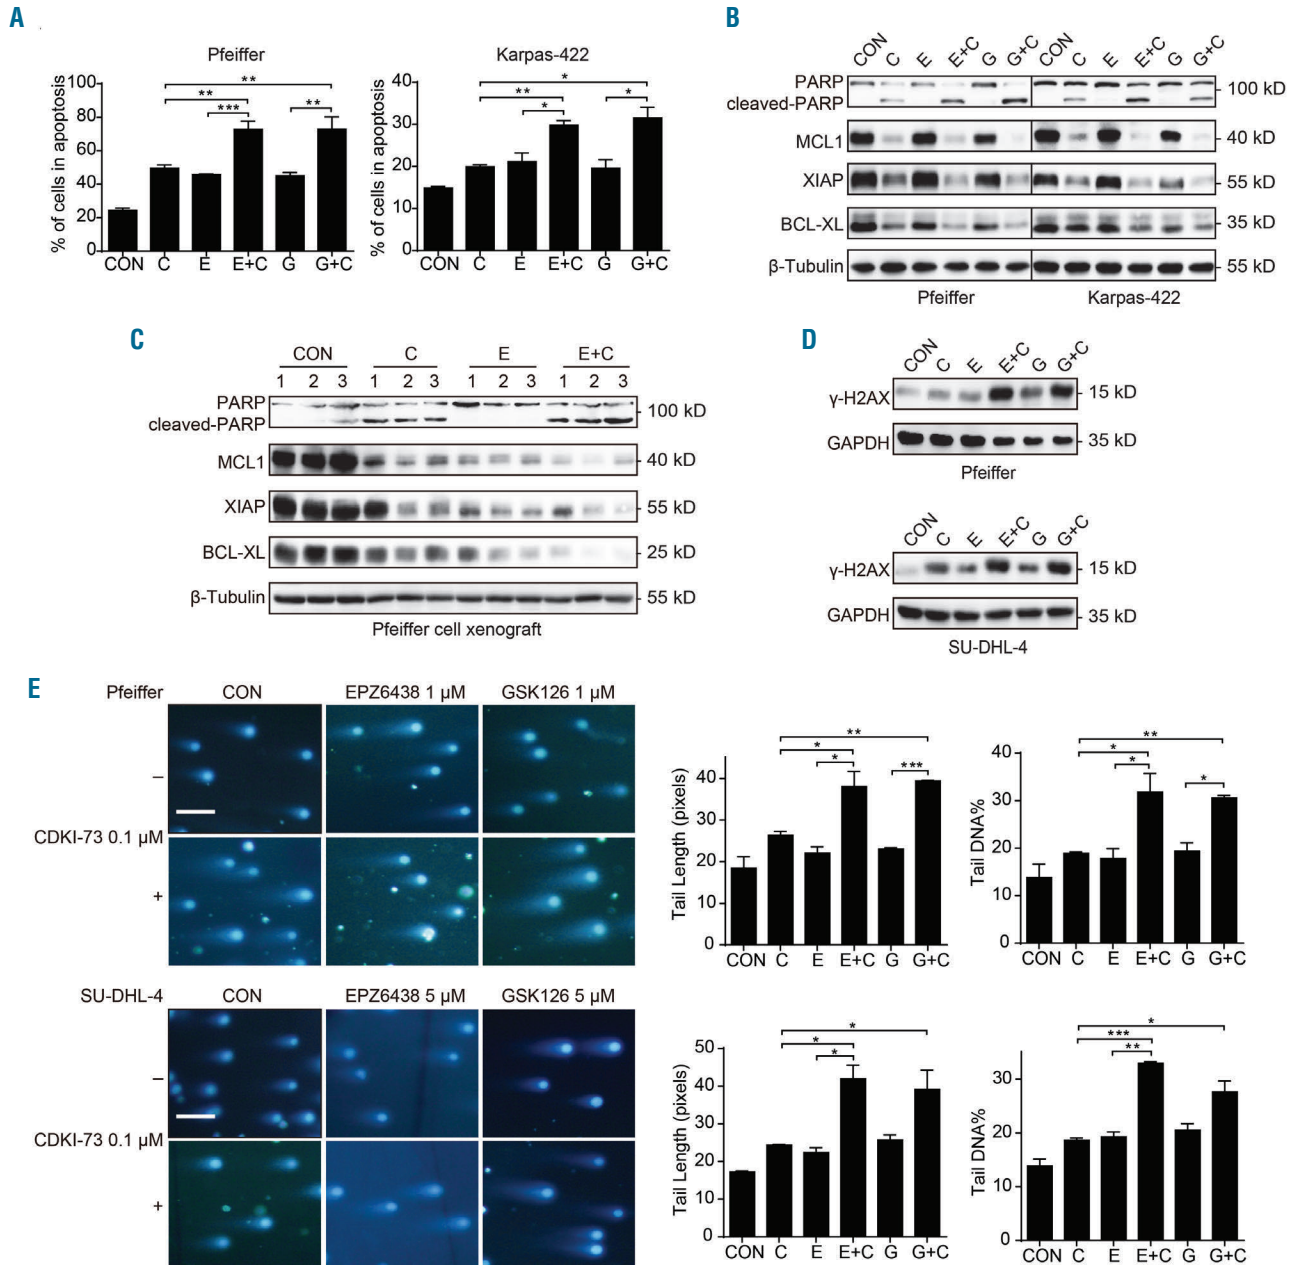 A
Pfeiffer
% of cells in apoptosis
100
80
60
40
20
0
** ** *** **
CON C E E+C G G+C
Karpas-422
% of cells in apoptosis
40
30
20
10
0
* ** * *
CON C E E+C G G+C
B
CON C E E+C G G+C CON C E E+C G G+C
PARP
cleaved-PARP
100 kD
MCL1 40 kD
XIAP 55 kD
BCL-XL 35 kD
β-Tubulin 55 kD
Pfeiffer Karpas-422
C
CON C E E+C
1 2 3 1 2 3 1 2 3 1 2 3
PARP
cleaved-PARP
100 kD
MCL1 40 kD
XIAP 55 kD
BCL-XL 25 kD
β-Tubulin 55 kD
Pfeiffer cell xenograft
D
CON C E E+C G G+C
γ-H2AX 15 kD
GAPDH 35 kD
Pfeiffer
CON C E E+C G G+C
γ-H2AX 15 kD
GAPDH 35 kD
SU-DHL-4
E
Pfeiffer CON EPZ6438 1 µM GSK126 1 µM
–
CDKI-73 0.1 µM
+
SU-DHL-4 CON EPZ6438 5 µM GSK126 5 µM
–
CDKI-73 0.1 µM
+
Tail Length (pixels)
40
30
20
10
0
** * * ***
CON C E E+C G G+C
Tail DNA%
40
30
20
10
0
** * * *
CON C E E+C G G+C
Tail Length (pixels)
50
40
30
20
10
0
* * *
CON C E E+C G G+C
Tail DNA%
30
20
10
0
* *** **
CON C E E+C G G+C